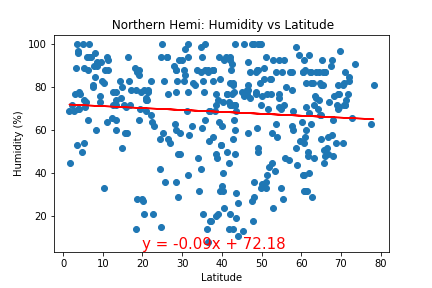 Northern Hemi: Humidity vs Latitude
Humidity (%)
100
80
60
40
20
y = -0.09x + 72.18
0 10 20 30 40 50 60 70 80
Latitude